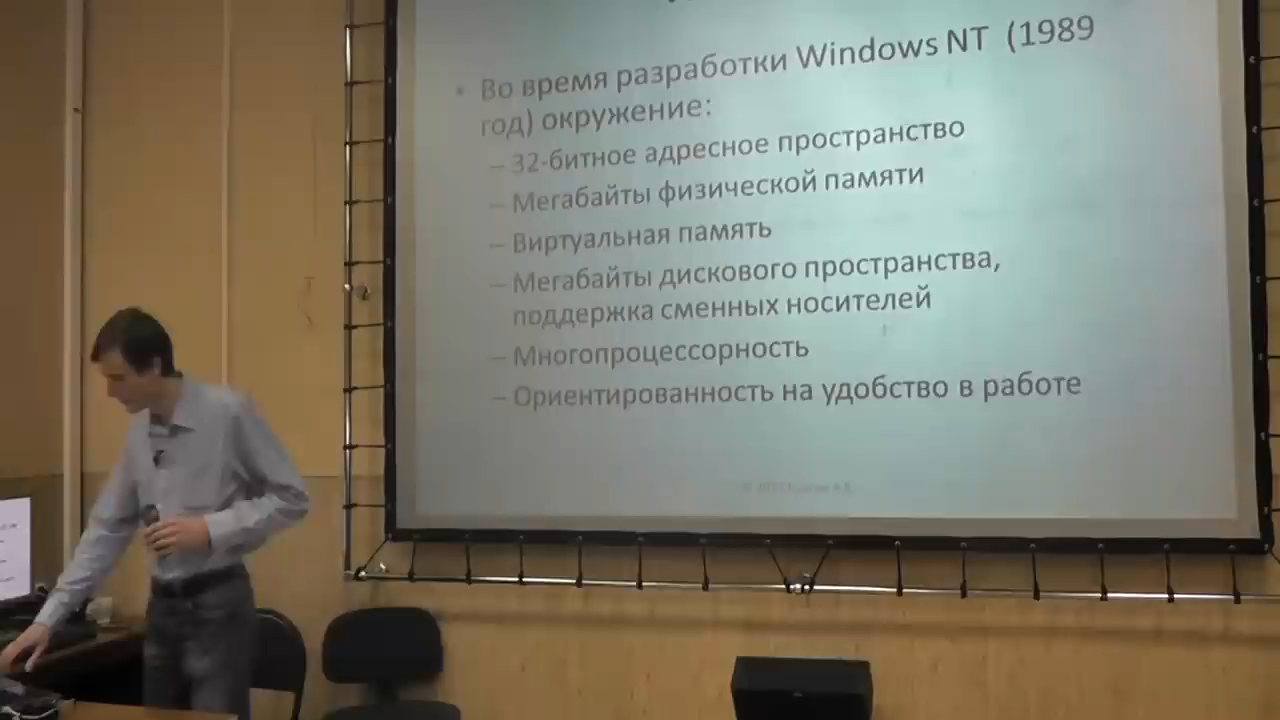 • Во время разработки Windows NT (1989
год) окружение:
– 32-битное адресное пространство
– Мегабайты физической памяти
– Виртуальная память
– Мегабайты дискового пространства,
поддержка сменных носителей
– Многопроцессорность
– Ориентированность на удобство в работе